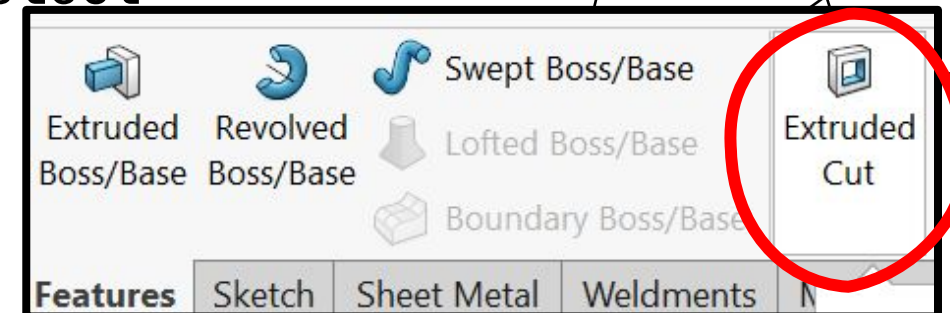 Extruded
Boss/Base
Revolved
Boss/Base
Swept Boss/Base
Lofted Boss/Base
Boundary Boss/Base
Extruded
Cut
Features
Sketch
Sheet Metal
Weldments